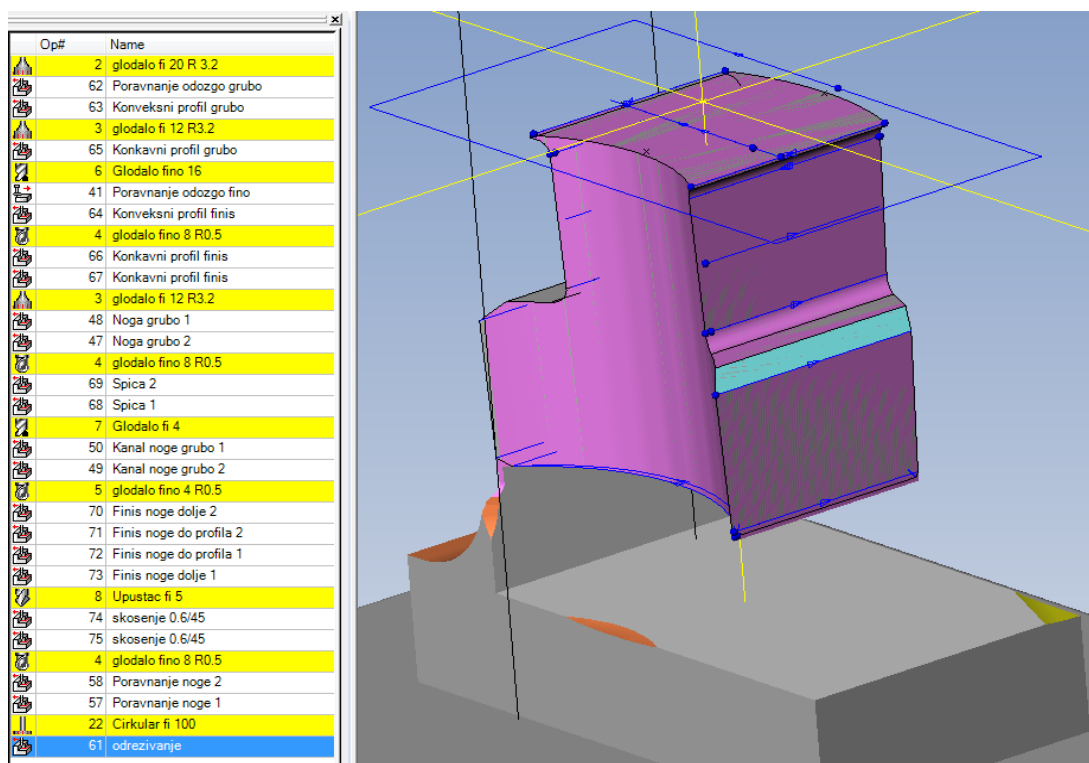 Op# Name
2 glodalo fi 20 R 3.2
62 Poravnanje odozgo grubo
63 Konveksni profil grubo
3 glodalo fi 12 R3.2
65 Konkavni profil grubo
6 Glodalo fino 16
41 Poravnanje odozgo fino
64 Konveksni profil finis
4 glodalo fino 8 R0.5
66 Konkavni profil finis
67 Konkavni profil finis
3 glodalo fi 12 R3.2
48 Noga grubo 1
47 Noga grubo 2
4 glodalo fino 8 R0.5
69 Spica 2
68 Spica 1
7 Glodalo fi 4
50 Kanal noge grubo 1
49 Kanal noge grubo 2
5 glodalo fino 4 R0.5
70 Finis noge dolje 2
71 Finis noge do profila 2
72 Finis noge do profila 1
73 Finis noge dolje 1
8 Upustac fi 5
74 skosenje 0.6/45
75 skosenje 0.6/45
4 glodalo fino 8 R0.5
58 Poravnanje noge 2
57 Poravnanje noge 1
22 Cirkular fi 100
61 odrezivanje